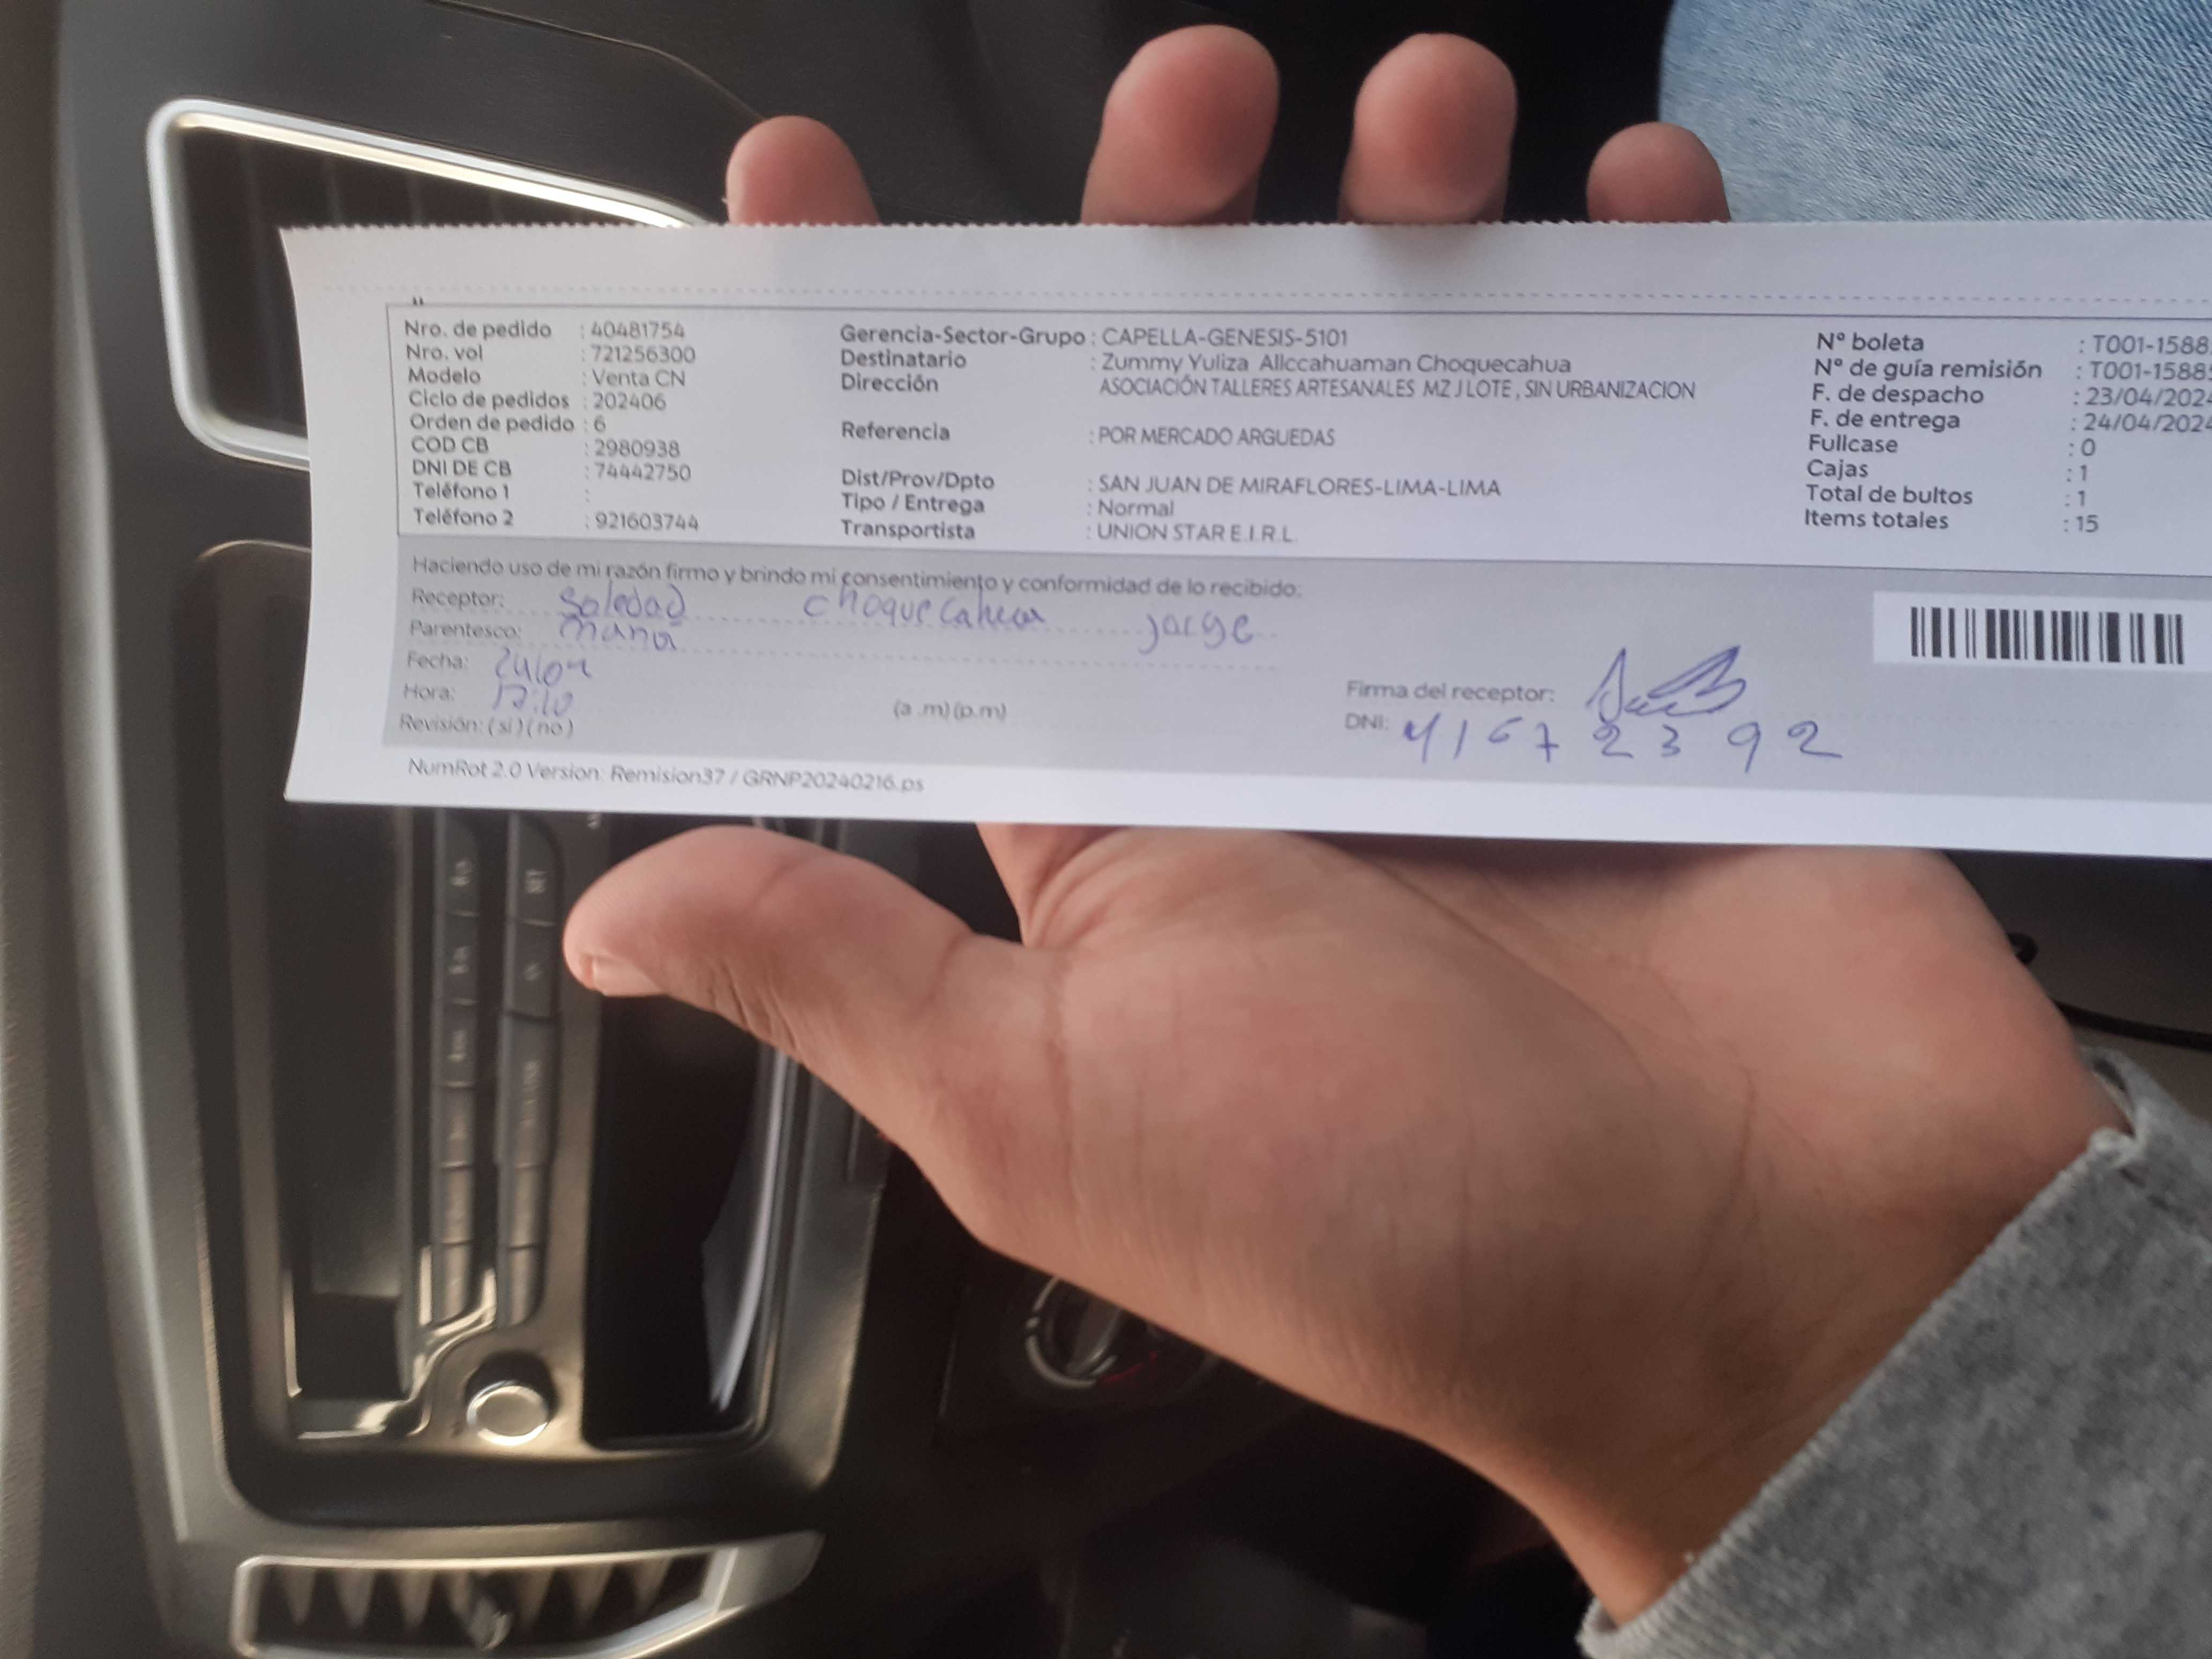 Nro. de pedido : 40481754
Nro. vol : 721256300
Modelo : Venta CN
Ciclo de pedidos : 202406
Orden de pedido : 6
COD CB : 2980938
DNI DE CB : 74442750
Teléfono 1 :
Teléfono 2 : 921603744
Gerencia-Sector-Grupo : CAPELLA-GENESIS-5101
Destinatario : Zummy Yuliza Allccahuaman Choquecahua
Dirección ASOCIACIÓN TALLERES ARTESANALES MZ J LOTE , SIN URBANIZACION
Referencia : POR MERCADO ARGUEDAS
Dist/Prov/Dpto : SAN JUAN DE MIRAFLORES-LIMA-LIMA
Tipo / Entrega : Normal
Transportista : UNION STAR E.I.R.L.
Nº boleta : T001-1588
Nº de guía remisión : T001-1588
F. de despacho : 23/04/2024
F. de entrega : 24/04/2024
Fullcase : 0
Cajas : 1
Total de bultos : 1
Items totales : 15
Haciendo uso de mi razón firmo y brindo mi consentimiento y conformidad de lo recibido:
Receptor: Soledad Choquecahua Jorge
Parentesco: mamá
Fecha: 24/04
Hora: 12:10 (a .m) (p.m)
Revisión: ( si ) ( no )
Firma del receptor:
DNI: 41672392
NumRot 2.0 Version: Remision37 / GRNP20240216.ps